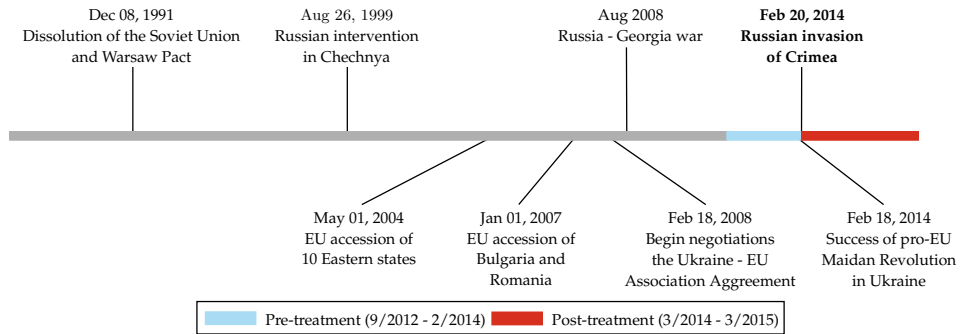 Dec 08, 1991
Dissolution of the Soviet Union
and Warsaw Pact
Aug 26, 1999
Russian intervention
in Chechnya
Aug 2008
Russia - Georgia war
Feb 20, 2014
Russian invasion
of Crimea
May 01, 2004
EU accession of
10 Eastern states
Jan 01, 2007
EU accession of
Bulgaria and
Romania
Feb 18, 2008
Begin negotiations
the Ukraine - EU
Association Aggreement
Feb 18, 2014
Success of pro-EU
Maidan Revolution
in Ukraine
Pre-treatment (9/2012 - 2/2014)
Post-treatment (3/2014 - 3/2015)